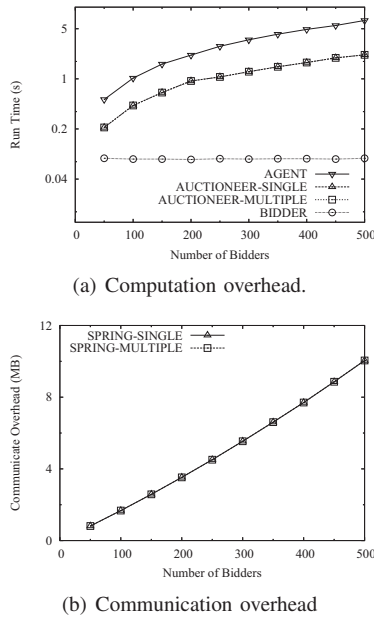 5
1
0.2
0.04
Run Time (s)
AGENT
AUCTIONEER-SINGLE
AUCTIONEER-MULTIPLE
BIDDER
0 100 200 300 400 500
Number of Bidders
(a) Computation overhead.
12
8
4
0
Communicate Overhead (MB)
SPRING-SINGLE
SPRING-MULTIPLE
0 100 200 300 400 500
Number of Bidders
(b) Communication overhead